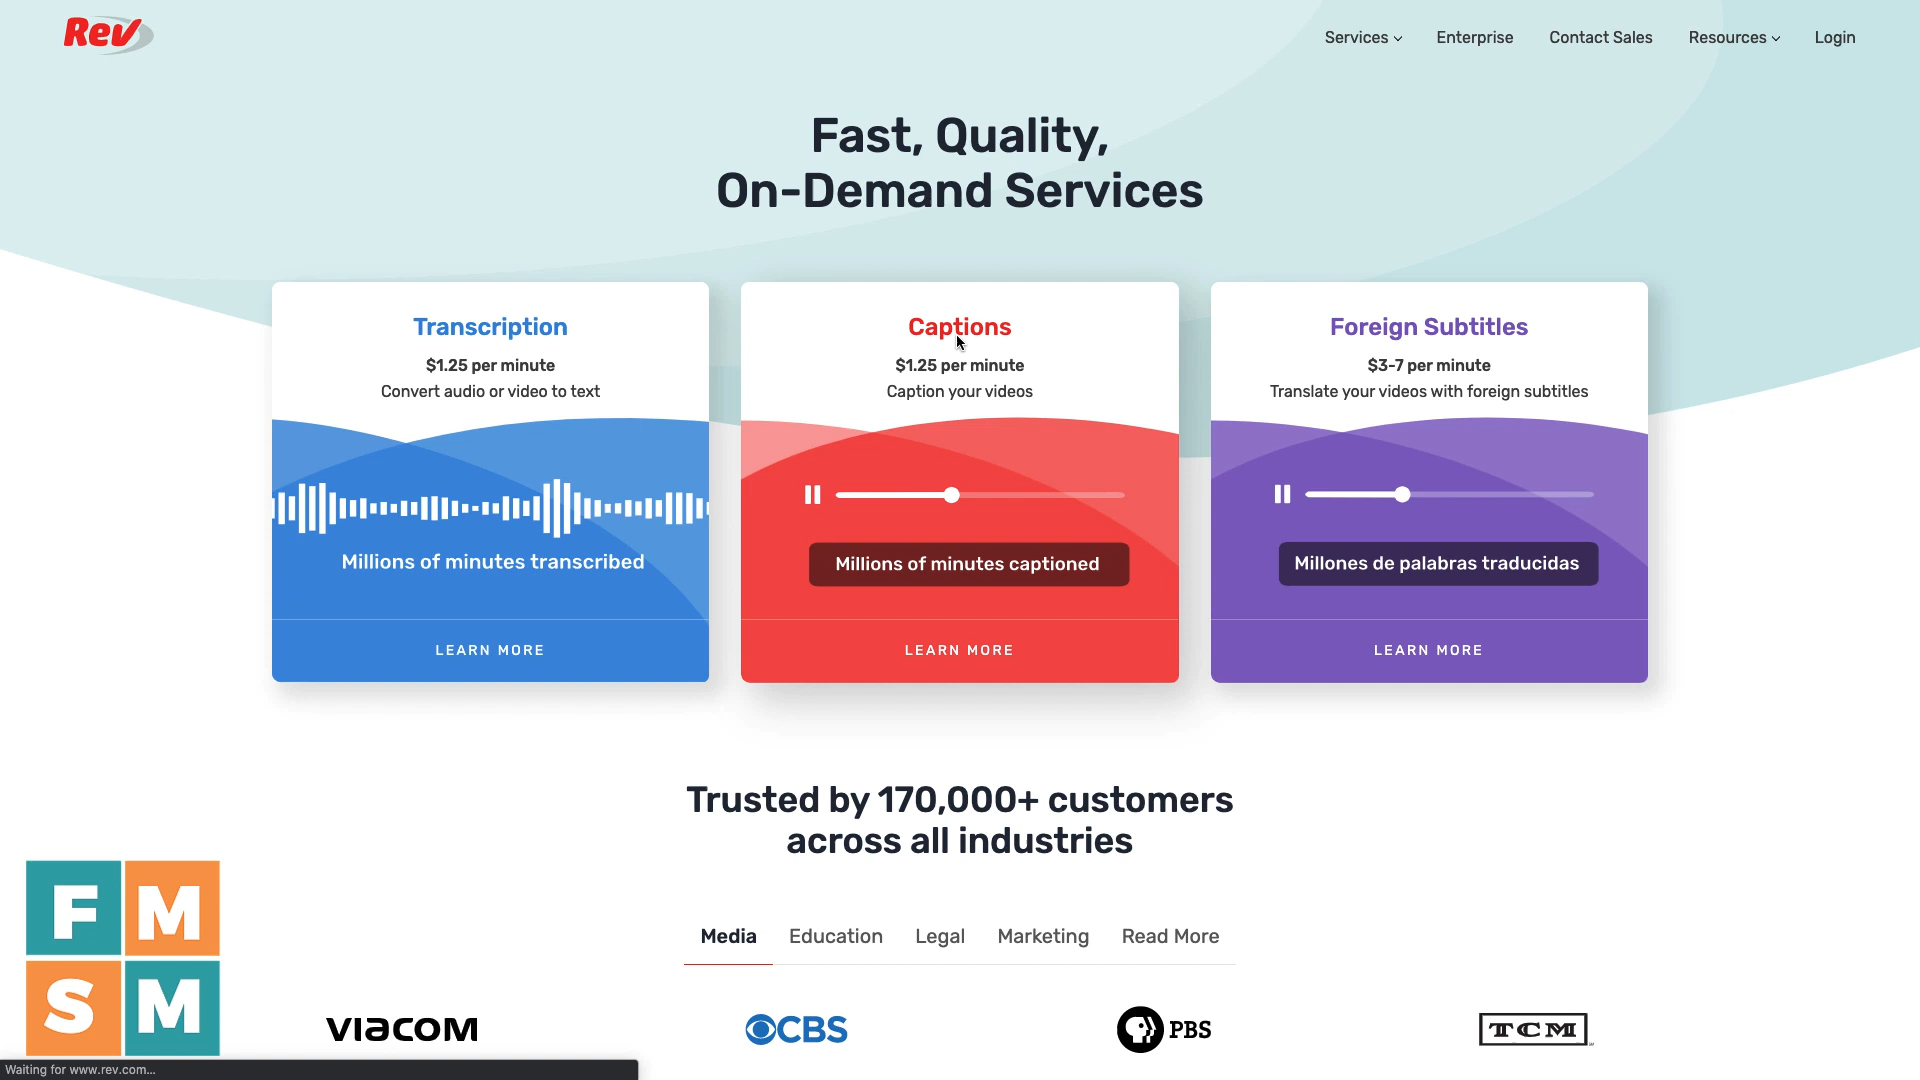 Rev
Services
Enterprise
Contact Sales
Resources
Login
Fast, Quality,
On-Demand Services
Transcription
$1.25 per minute
Convert audio or video to text
Millions of minutes transcribed
LEARN MORE
Captions
$1.25 per minute
Caption your videos
Millions of minutes captioned
LEARN MORE
Foreign Subtitles
$3-7 per minute
Translate your videos with foreign subtitles
Millones de palabras traducidas
LEARN MORE
Trusted by 170,000+ customers
across all industries
Media
Education
Legal
Marketing
Read More
VIACOM
CBS
PBS
TCM
FM
SM
Waiting for www.rev.com...